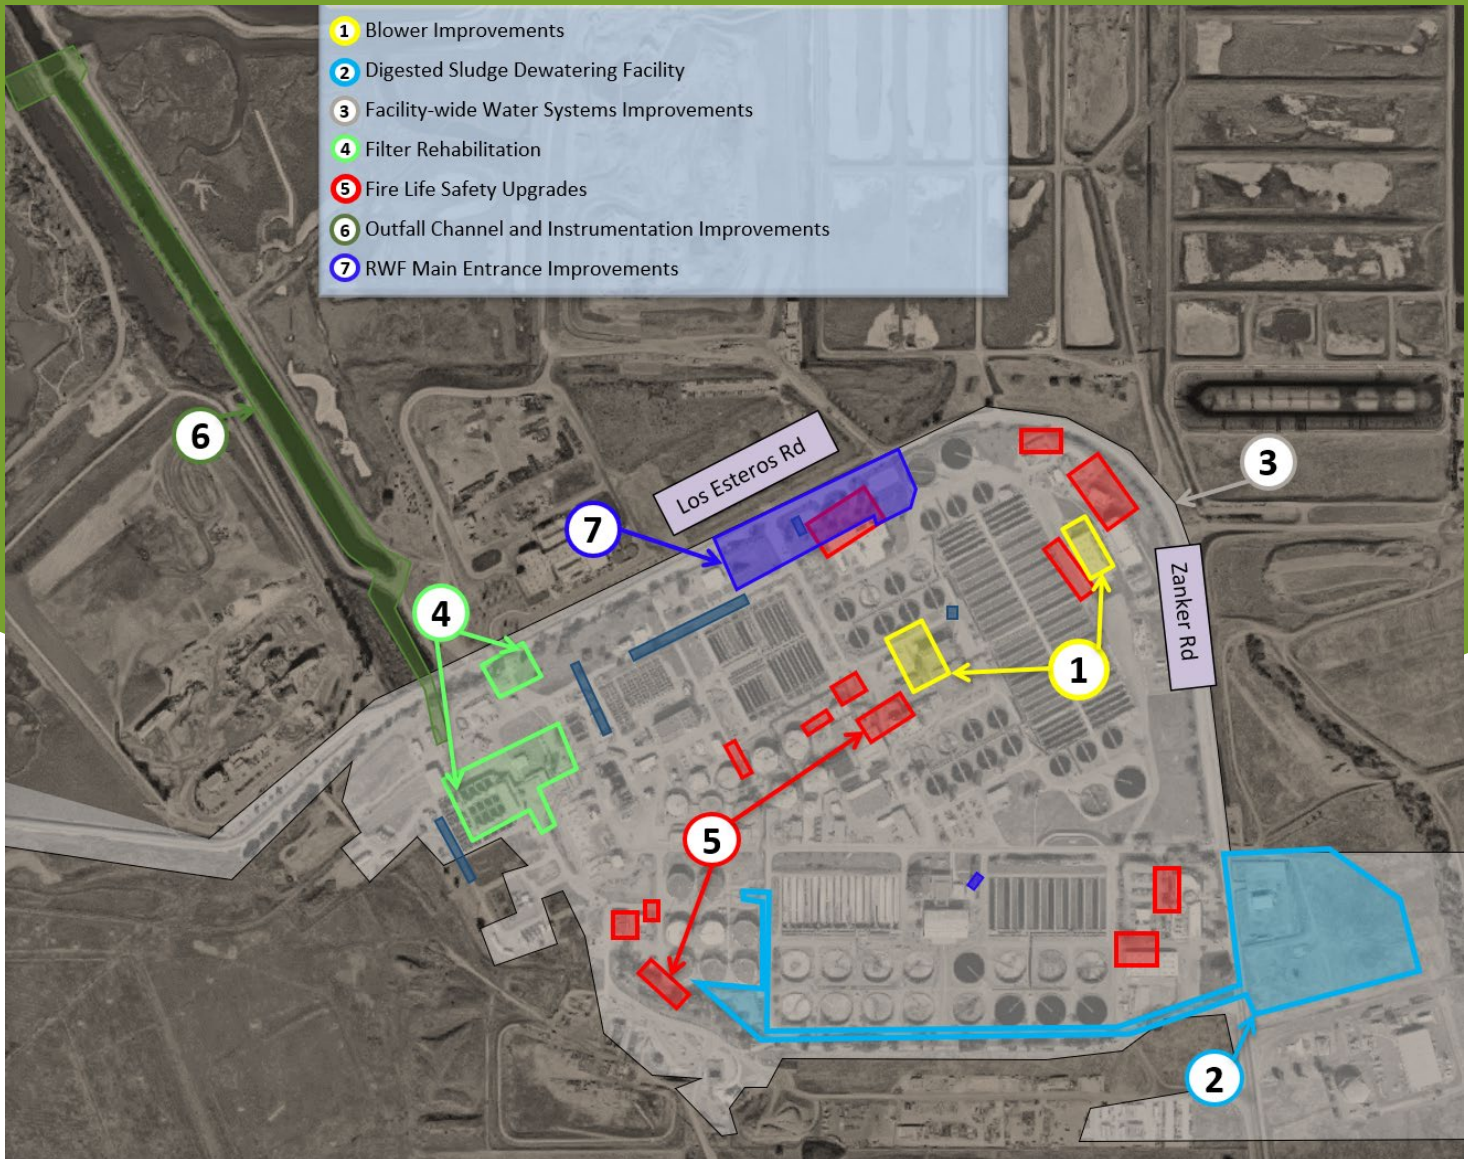 1 Blower Improvements
2 Digested Sludge Dewatering Facility
3 Facility-wide Water Systems Improvements
4 Filter Rehabilitation
5 Fire Life Safety Upgrades
6 Outfall Channel and Instrumentation Improvements
7 RWF Main Entrance Improvements
6
Los Esteros Rd
3
7
Zanker Rd
4
1
5
2